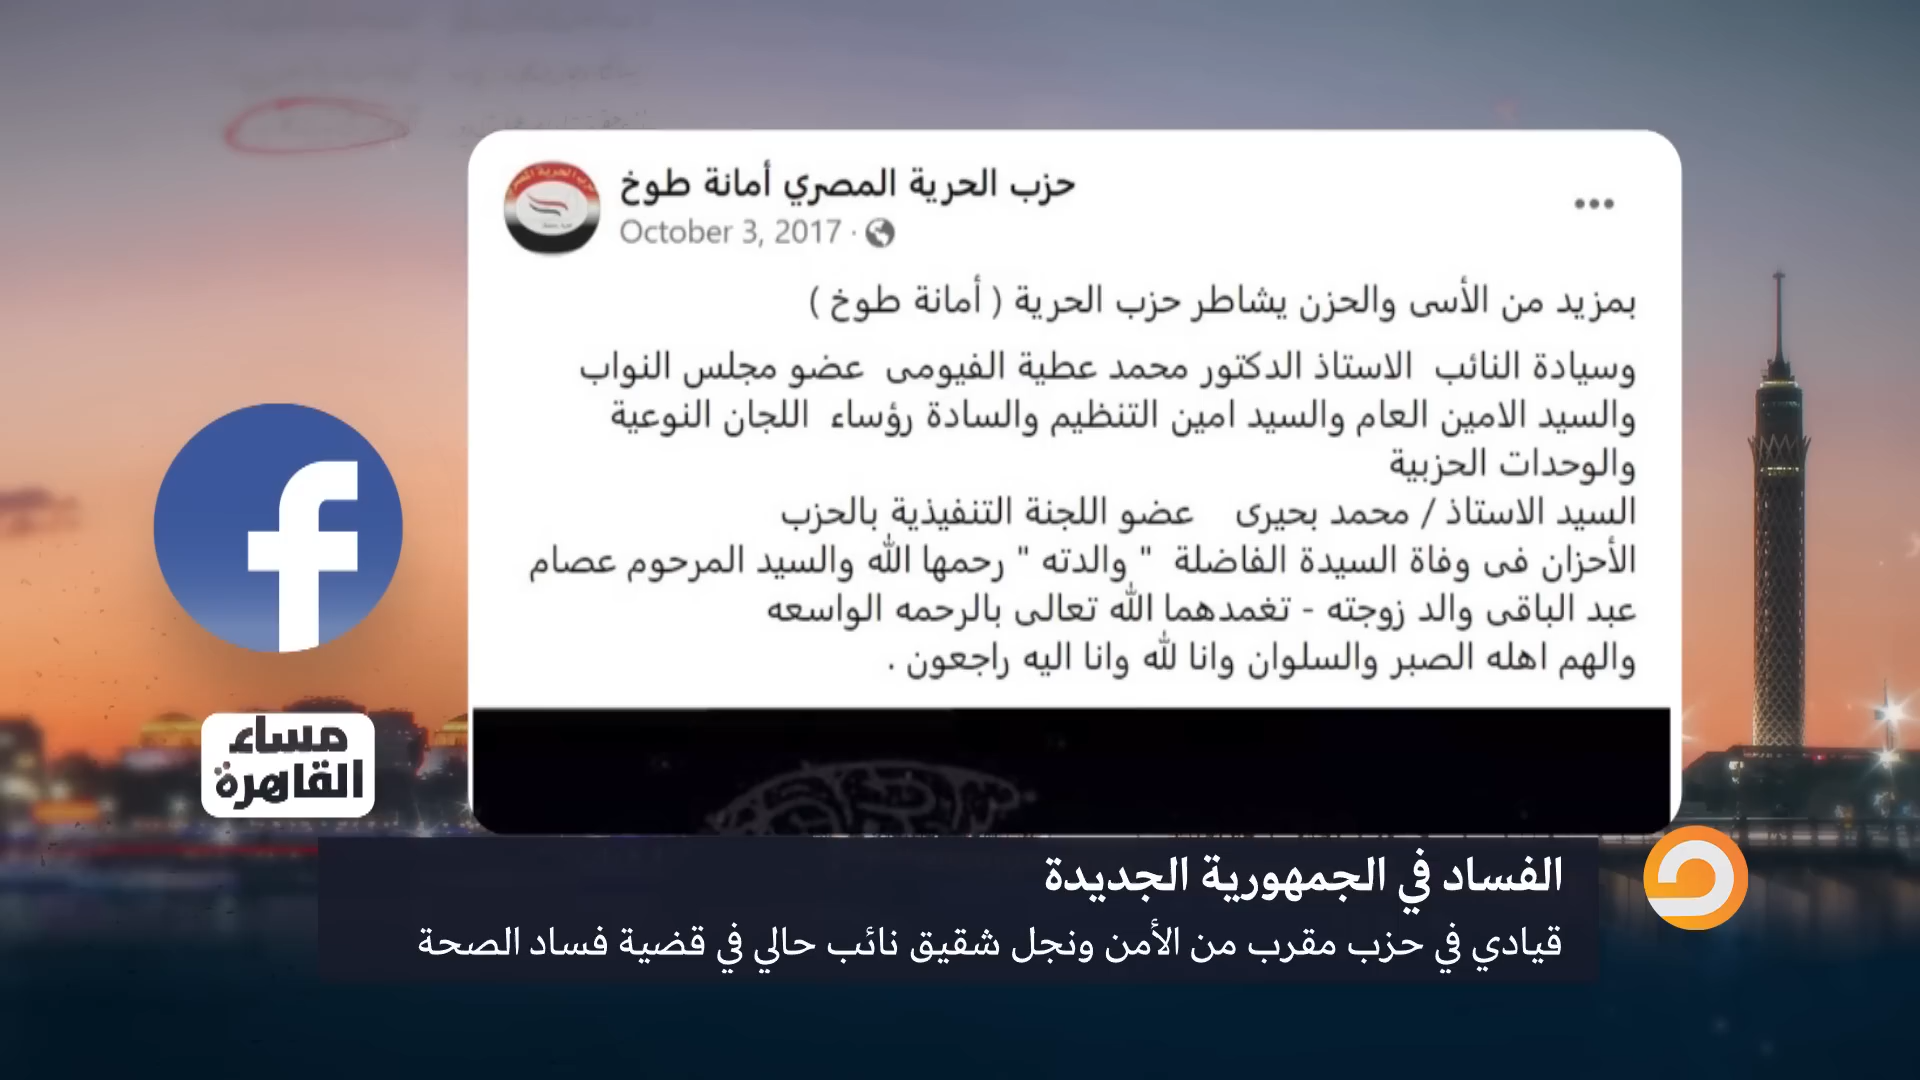 حزب الحرية المصري أمانة طوخ
October 3, 2017 ·
بمزيد من الأسى والحزن يشاطر حزب الحرية ( أمانة طوخ )
وسيادة النائب الاستاذ الدكتور محمد عطية الفيومى عضو مجلس النواب
والسيد الامين العام والسيد امين التنظيم والسادة رؤساء اللجان النوعية
والوحدات الحزبية
السيد الاستاذ / محمد بحيرى عضو اللجنة التنفيذية بالحزب
الأحزان فى وفاة السيدة الفاضلة " والدته " رحمها الله والسيد المرحوم عصام
عبد الباقى والد زوجته - تغمدهما الله تعالى بالرحمه الواسعه
والهم اهله الصبر والسلوان وانا لله وانا اليه راجعون .
مساء
القاهرة
الفساد في الجمهورية الجديدة
قيادي في حزب مقرب من الأمن ونجل شقيق نائب حالي في قضية فساد الصحة